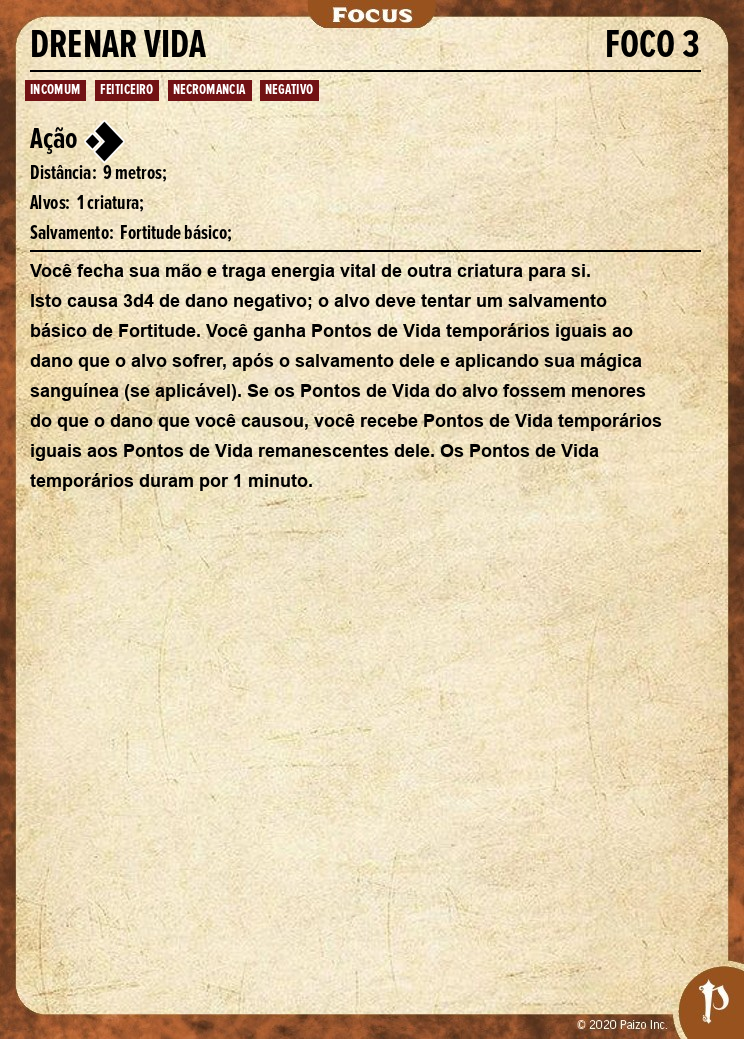 Focus
DRENAR VIDA FOCO 3
INCOMUM FEITICEIRO NECROMANCIA NEGATIVO
Ação
Distância: 9 metros;
Alvos: 1 criatura;
Salvamento: Fortitude básico;
Você fecha sua mão e traga energia vital de outra criatura para si.
Isto causa 3d4 de dano negativo; o alvo deve tentar um salvamento
básico de Fortitude. Você ganha Pontos de Vida temporários iguais ao
dano que o alvo sofrer, após o salvamento dele e aplicando sua mágica
sanguínea (se aplicável). Se os Pontos de Vida do alvo fossem menores
do que o dano que você causou, você recebe Pontos de Vida temporários
iguais aos Pontos de Vida remanescentes dele. Os Pontos de Vida
temporários duram por 1 minuto.
© 2020 Paizo Inc.
P